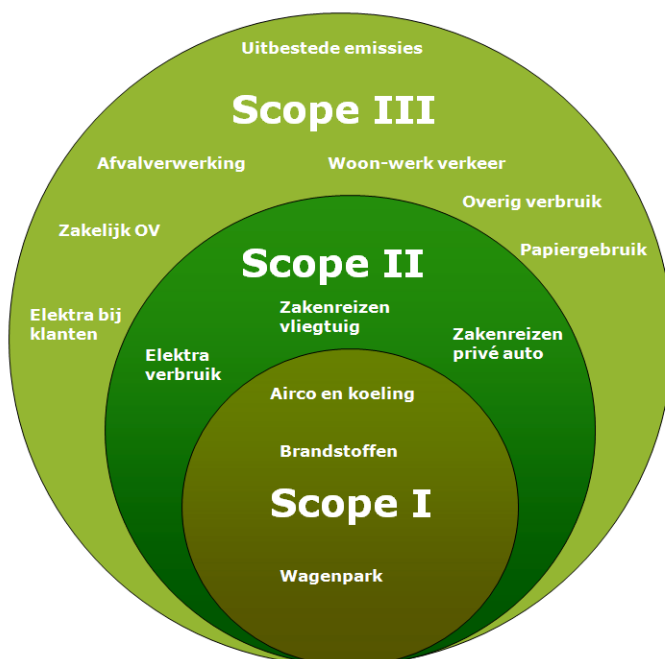 Uitbestede emissies
Scope III
Afvalverwerking
Woon-werk verkeer
Overig verbruik
Zakelijk OV
Papiergebruik
Scope II
Zakenreizen
vliegtuig
Elektra bij
klanten
Zakenreizen
privé auto
Elektra
verbruik
Airco en koeling
Brandstoffen
Scope I
Wagenpark